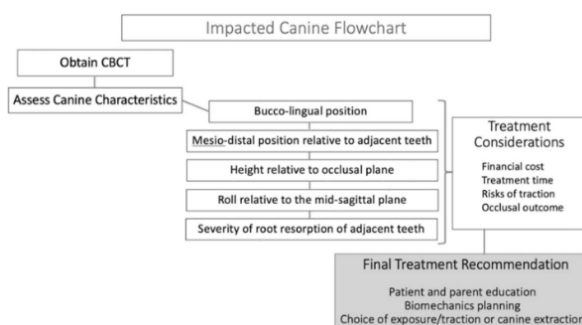 Impacted Canine Flowchart
Obtain CBCT
Assess Canine Characteristics
Bucco-lingual position
Mesio-distal position relative to adjacent teeth
Height relative to occlusal plane
Roll relative to the mid-sagittal plane
Severity of root resorption of adjacent teeth
Treatment
Considerations
Financial cost
Treatment time
Risks of traction
Occlusal outcome
Final Treatment Recommendation
Patient and parent education
Biomechanics planning
Choice of exposure/traction or canine extraction